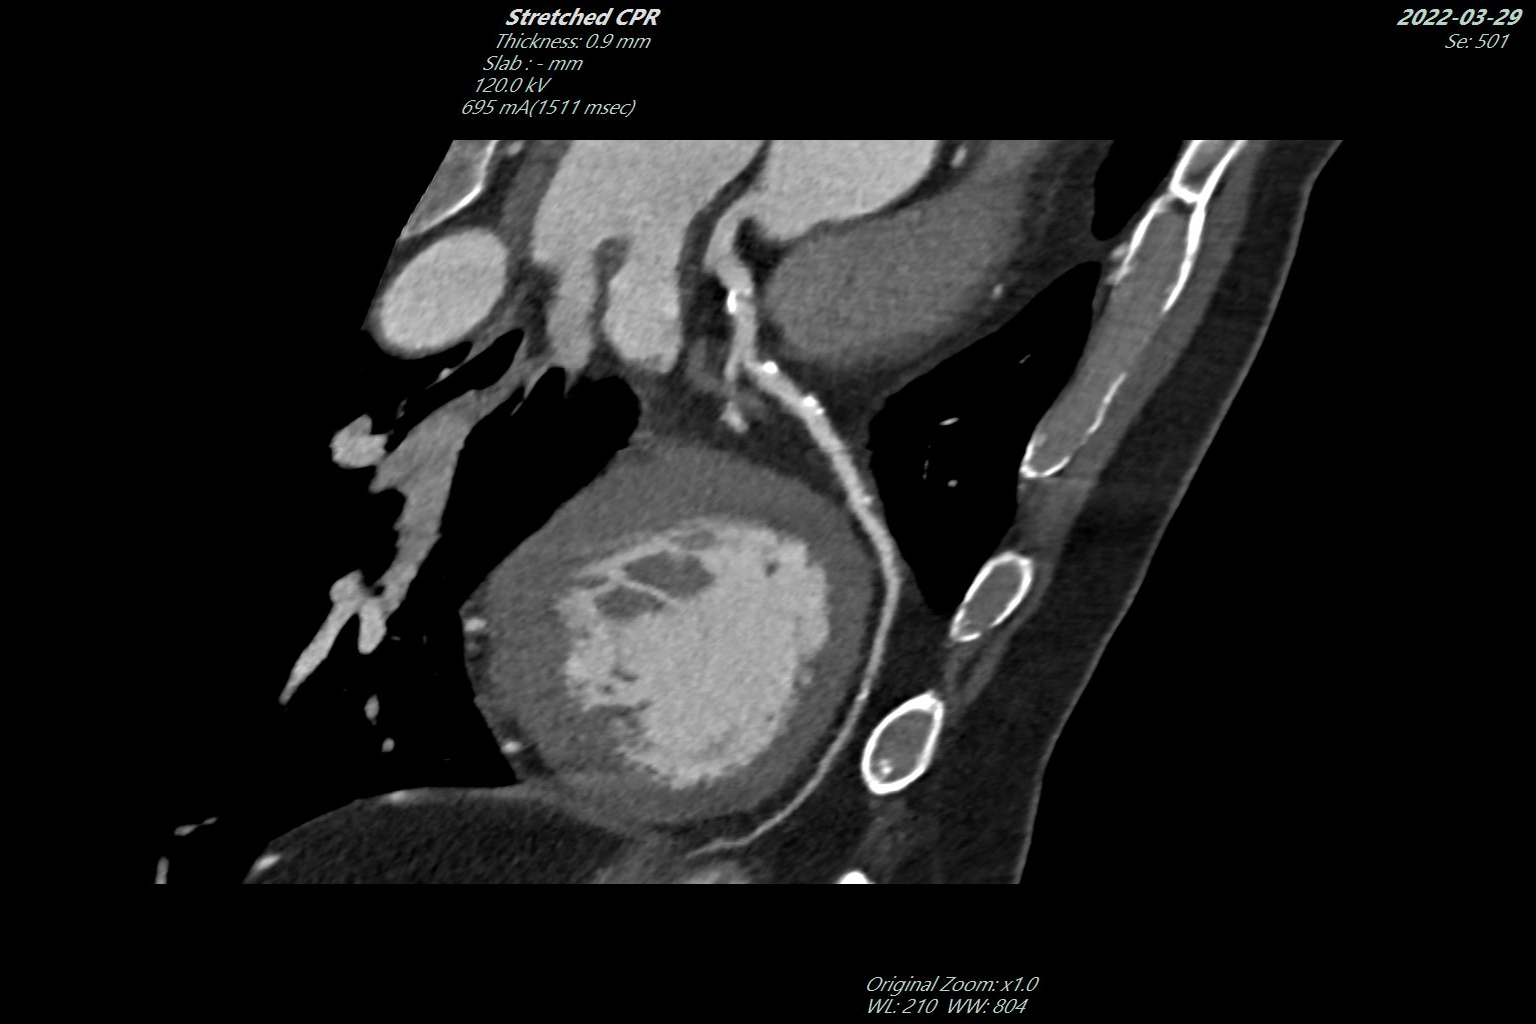 Stretched CPR
Thickness: 0.9 mm
Slab : - mm
120.0 kV
695 mA(1511 msec)
2022-03-29
Se: 501
Original Zoom: x1.0
WL: 210 WW: 804